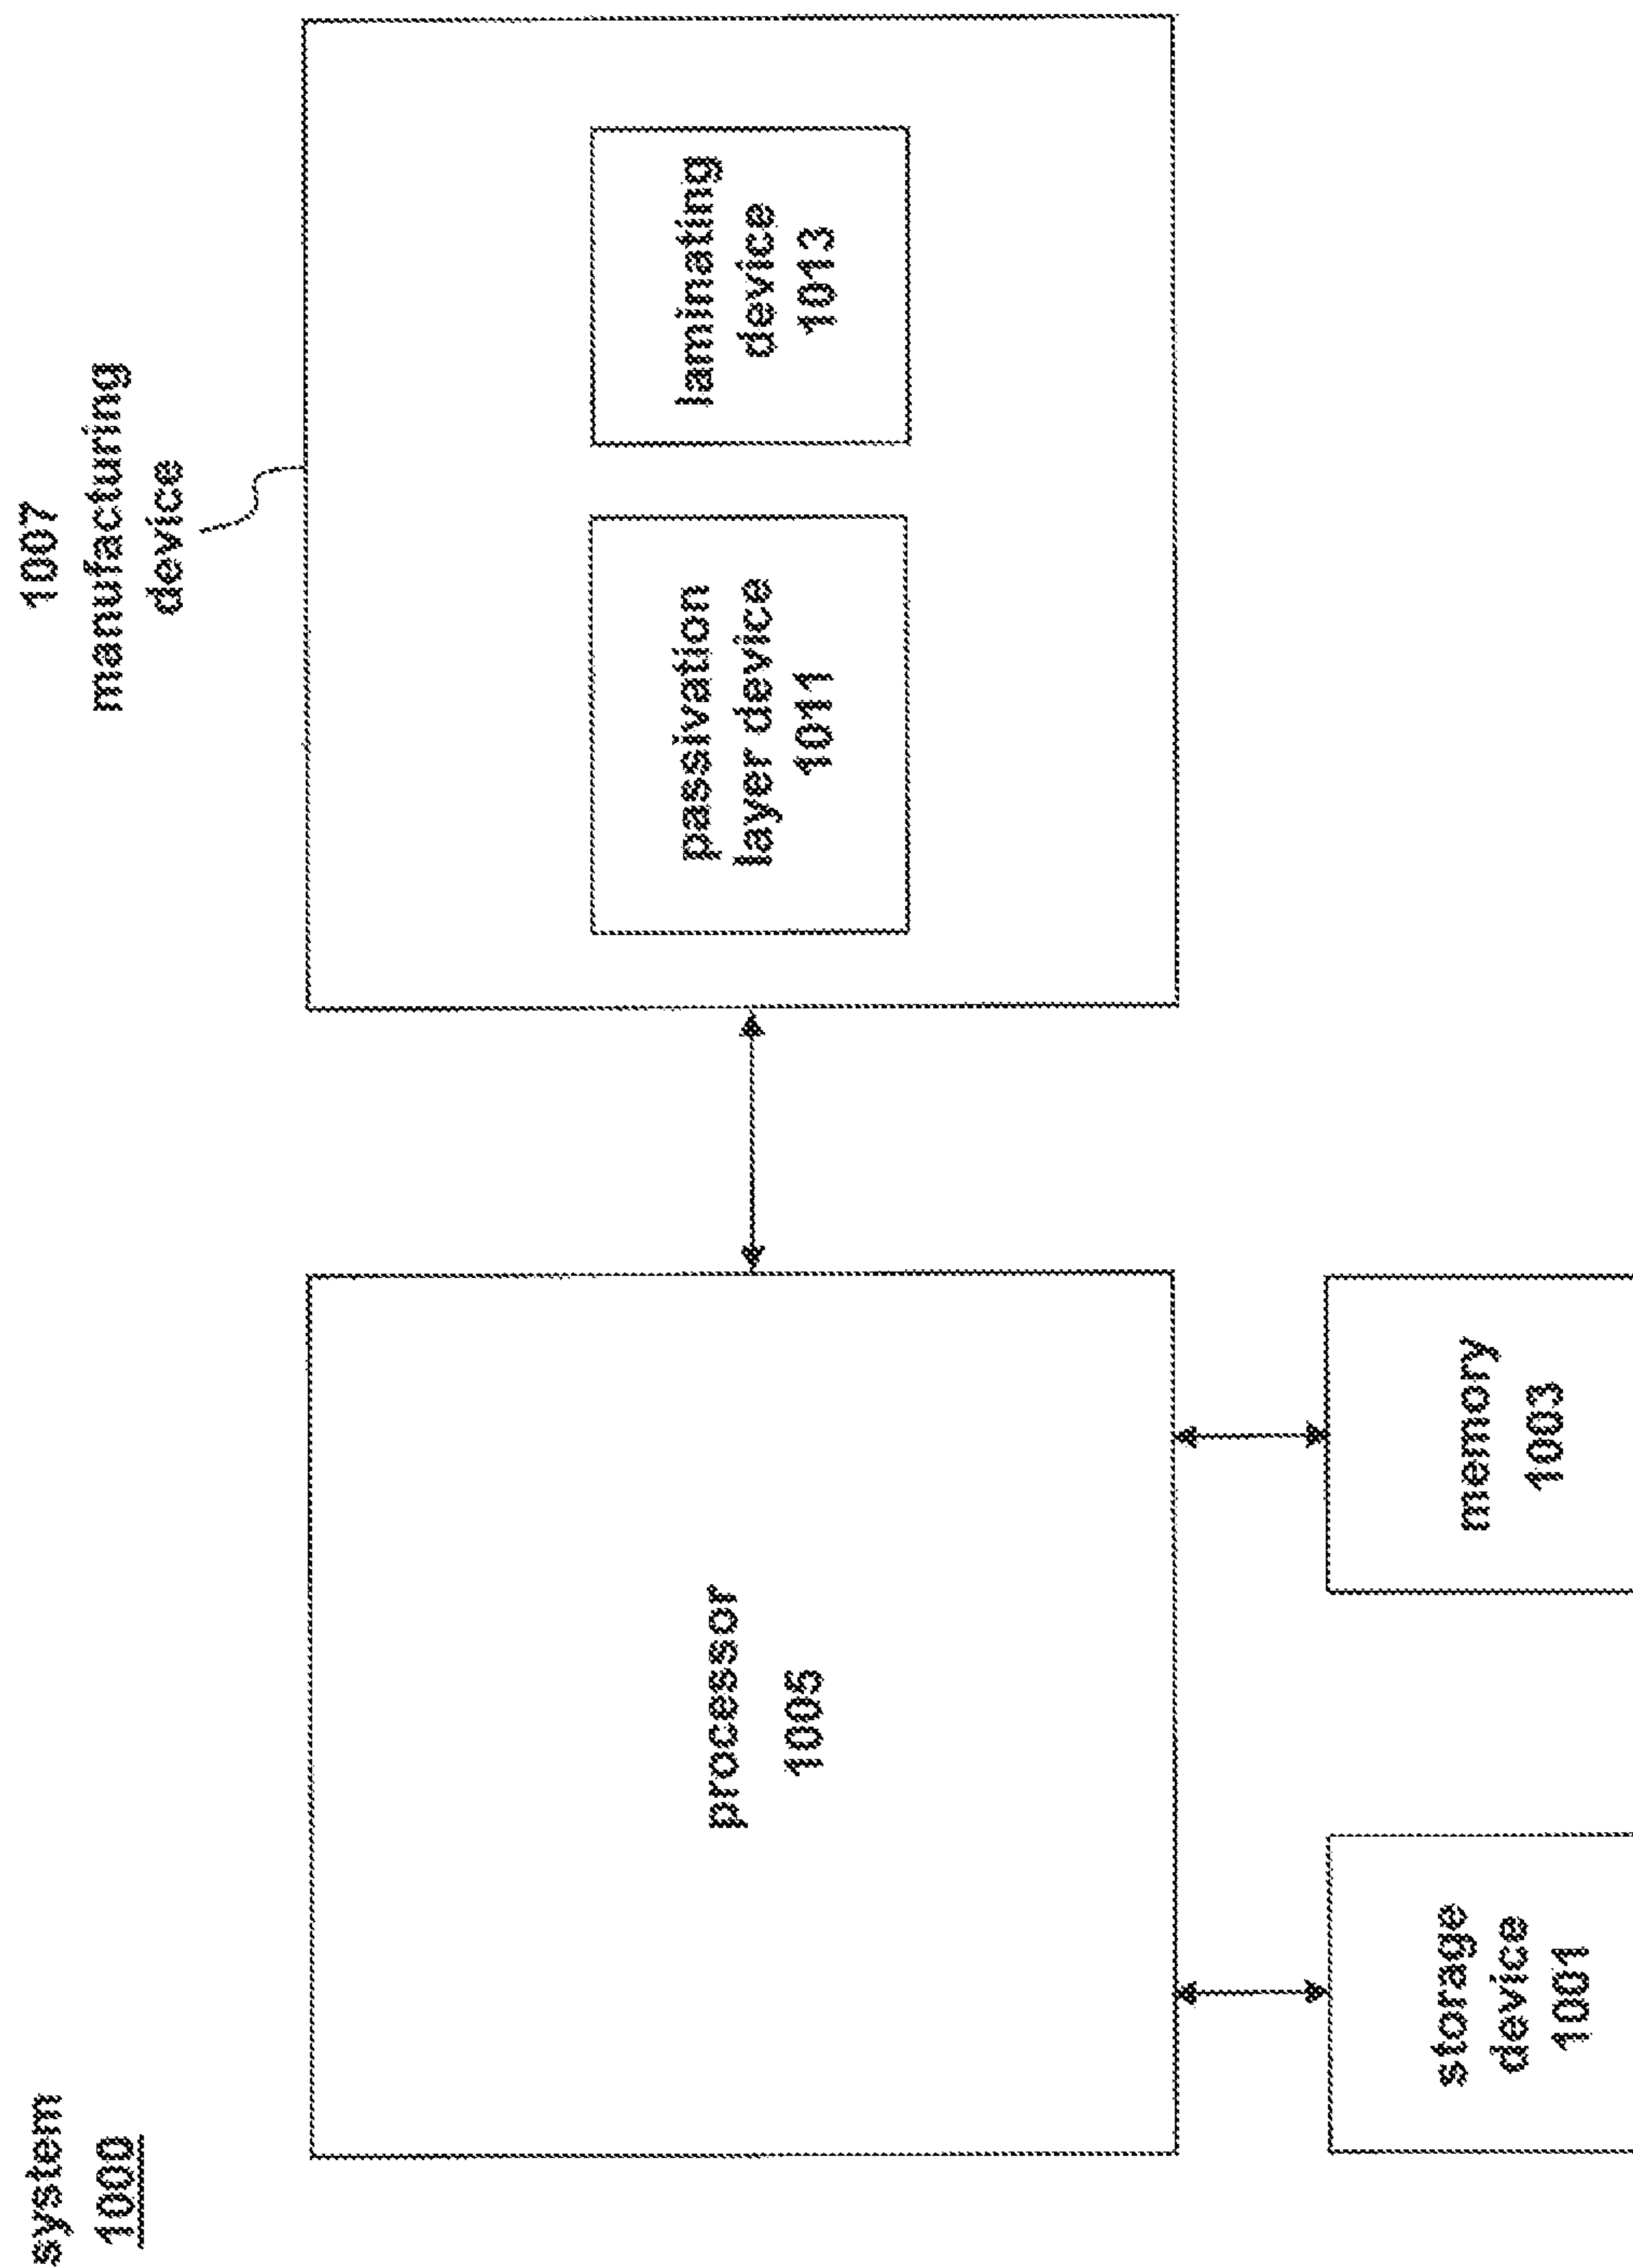 system
1000
processor
1005
storage
device
1001
memory
1003
1007
manufacturing
device
passivation
layer device
1011
laminating
device
1013